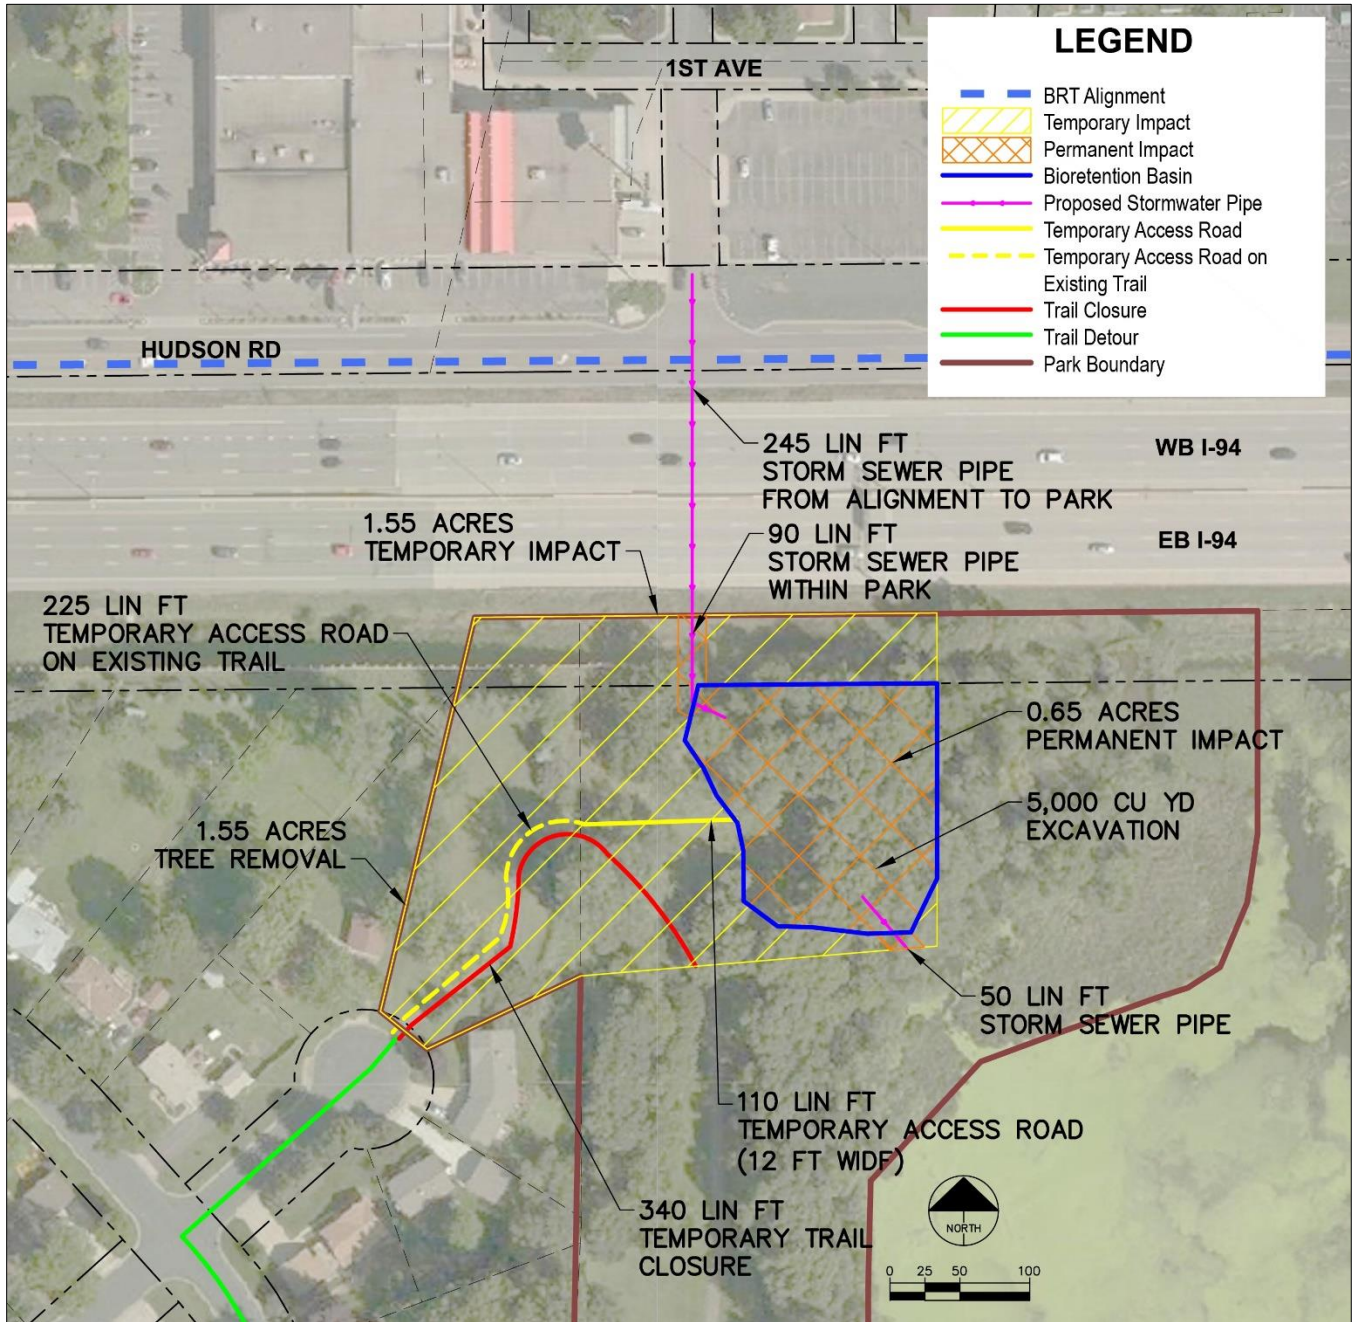 LEGEND
BRT Alignment
Temporary Impact
Permanent Impact
Bioretention Basin
Proposed Stormwater Pipe
Temporary Access Road
Temporary Access Road on
Existing Trail
Trail Closure
Trail Detour
Park Boundary
1ST AVE
HUDSON RD
WB I-94
EB I-94
245 LIN FT
STORM SEWER PIPE
FROM ALIGNMENT TO PARK
1.55 ACRES
TEMPORARY IMPACT
90 LIN FT
STORM SEWER PIPE
WITHIN PARK
225 LIN FT
TEMPORARY ACCESS ROAD
ON EXISTING TRAIL
0.65 ACRES
PERMANENT IMPACT
5,000 CU YD
EXCAVATION
1.55 ACRES
TREE REMOVAL
50 LIN FT
STORM SEWER PIPE
110 LIN FT
TEMPORARY ACCESS ROAD
(12 FT WIDE)
340 LIN FT
TEMPORARY TRAIL
CLOSURE
NORTH
0 25 50 100